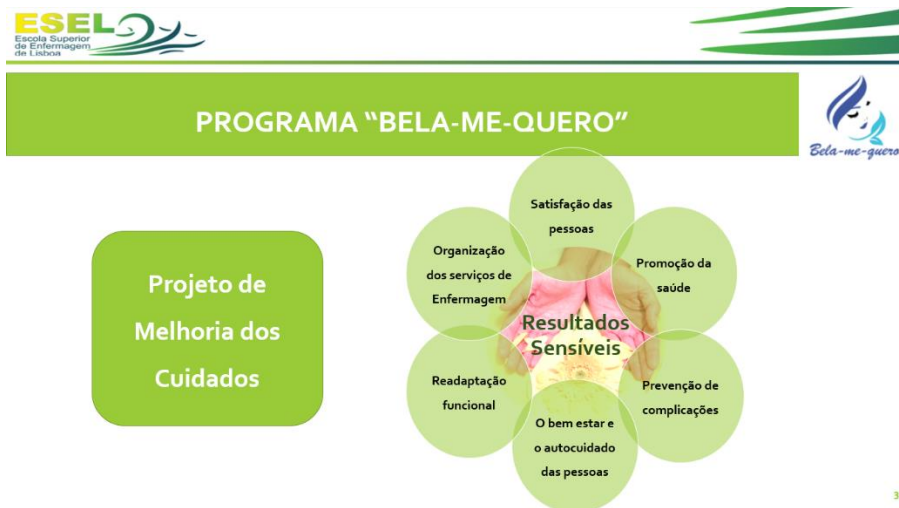 ESEL
Escola Superior
de Enfermagem
de Lisboa
PROGRAMA “BELA-ME-QUERO”
Bela-me-quero
Projeto de
Melhoria dos
Cuidados
Satisfação das
pessoas
Promoção da
saúde
Prevenção de
complicações
O bem estar e
o autocuidado
das pessoas
Readaptação
funcional
Organização
dos serviços de
Enfermagem
Resultados
Sensíveis
3